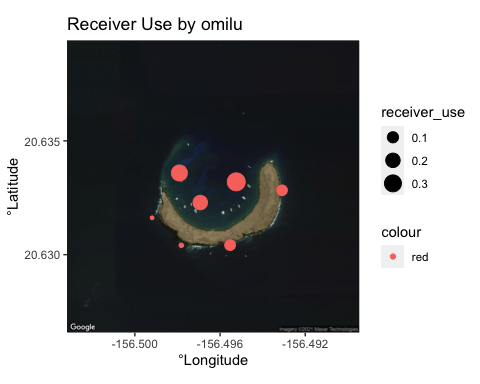 Receiver Use by omilu
°Latitude
20.635
20.630
-156.500
-156.496
-156.492
°Longitude
receiver_use
0.1
0.2
0.3
colour
red
Google
Imagery ©2021 Maxar Technologies